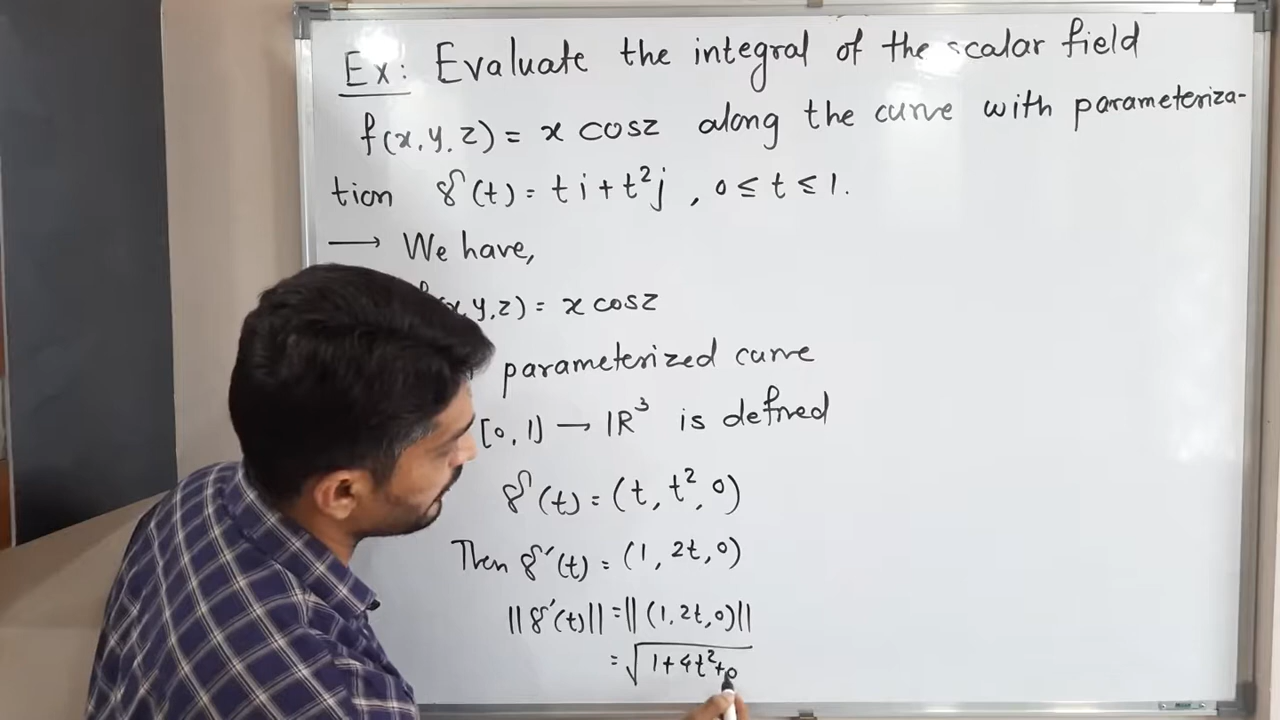 Ex: Evaluate the integral of the scalar field
f(x, y, z) = x cosz along the curve with parameteriza-
tion γ(t) = t i + t²j , 0 ≤ t ≤ 1.
⟶ We have,
y, z) = x cosz
parameterized curve
[0, 1] → ℝ³ is defined
γ(t) = (t, t², 0)
Then γ'(t) = (1, 2t, 0)
||γ'(t)|| = ||(1, 2t, 0)||
= √1+4t²+0